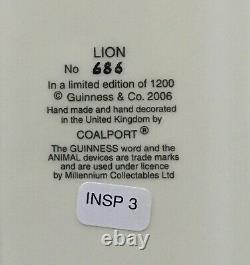 LION
No 686
In a limited edition of 1200
© Guinness & Co. 2006
Hand made and hand decorated
in the United Kingdom by
COALPORT ®
The GUINNESS word and the
ANIMAL devices are trade marks
and are used under licence
by Millennium Collectables Ltd
INSP 3
ebay